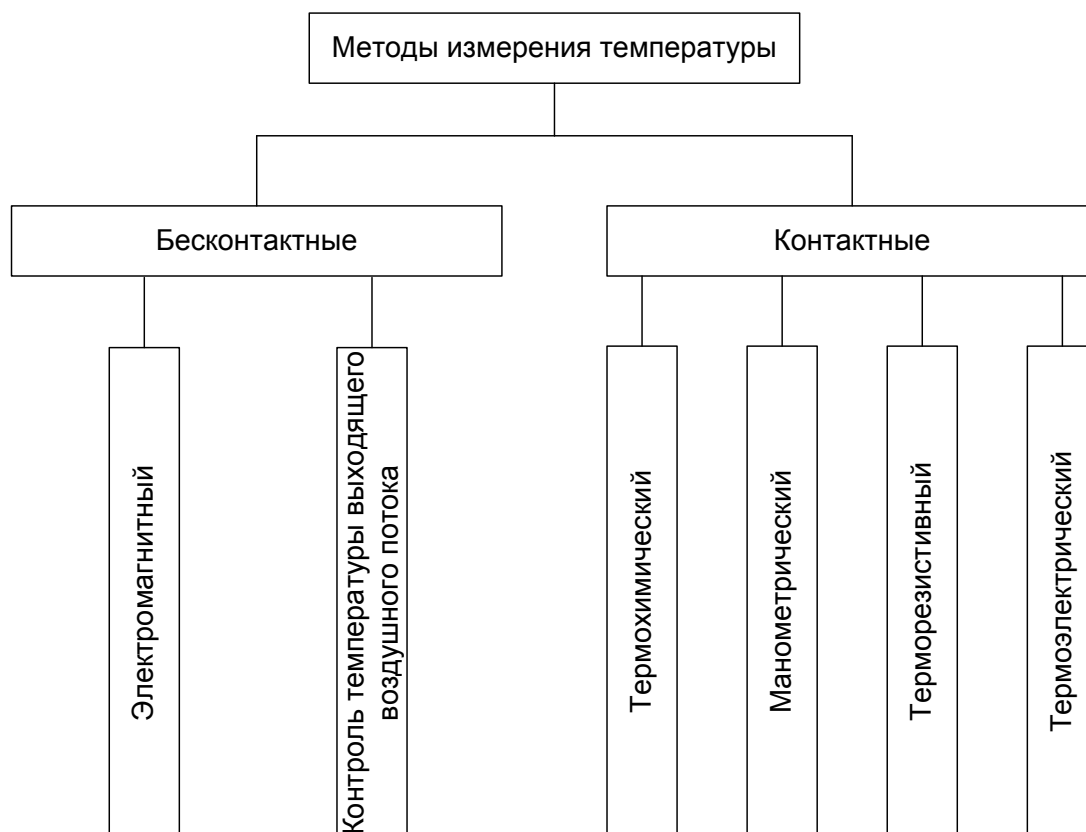 Методы измерения температуры
Бесконтактные
Контактные
Электромагнитный
Контроль температуры выходящего
воздушного потока
Термохимический
Манометрический
Терморезистивный
Термоэлектрический